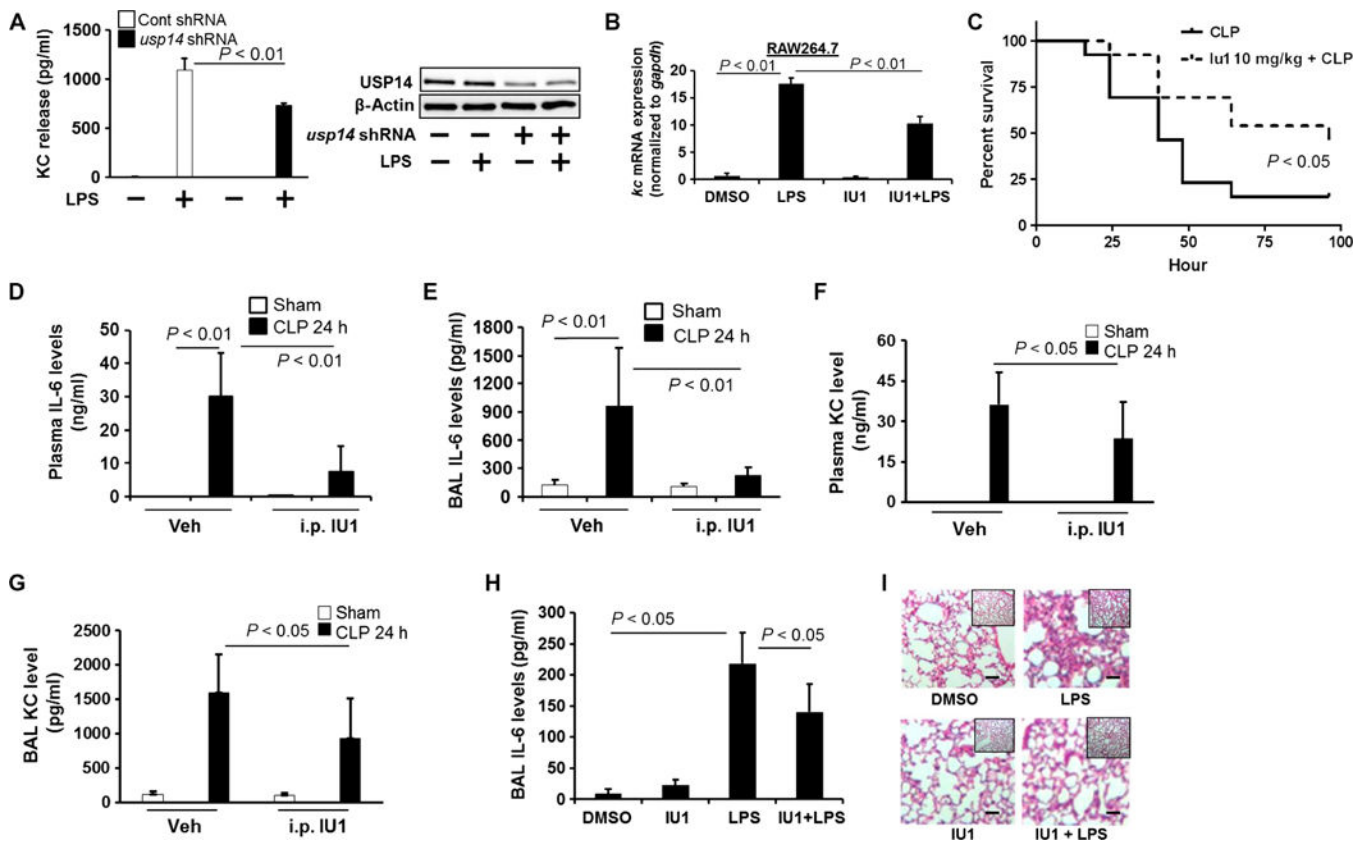 A
Cont shRNA
usp14 shRNA
P < 0.01
KC release (pg/ml)
1500
1000
500
0
LPS
− + − +
USP14
β-Actin
usp14 shRNA
− − + +
LPS
− + − +
B
RAW264.7
P < 0.01
P < 0.01
kc mRNA expression
(normalized to gapdh)
20
15
10
5
0
DMSO LPS IU1 IU1+LPS
C
CLP
Iu110 mg/kg + CLP
Percent survival
100
75
50
25
0
P < 0.05
0 25 50 75 100
Hour
D
Sham
CLP 24 h
P < 0.01
P < 0.01
Plasma IL-6 levels
(ng/ml)
50
40
30
20
10
0
Veh i.p. IU1
E
Sham
CLP 24 h
P < 0.01
P < 0.01
BAL IL-6 levels (pg/ml)
1800
1500
1200
900
600
300
0
Veh i.p. IU1
F
Sham
CLP 24 h
P < 0.05
Plasma KC level
(ng/ml)
60
45
30
15
0
Veh i.p. IU1
G
Sham
CLP 24 h
P < 0.05
BAL KC level
(pg/ml)
2500
2000
1500
1000
500
0
Veh i.p. IU1
H
P < 0.05
P < 0.05
BAL IL-6 levels (pg/ml)
300
250
200
150
100
50
0
DMSO IU1 LPS IU1+LPS
I
DMSO LPS
IU1 IU1 + LPS